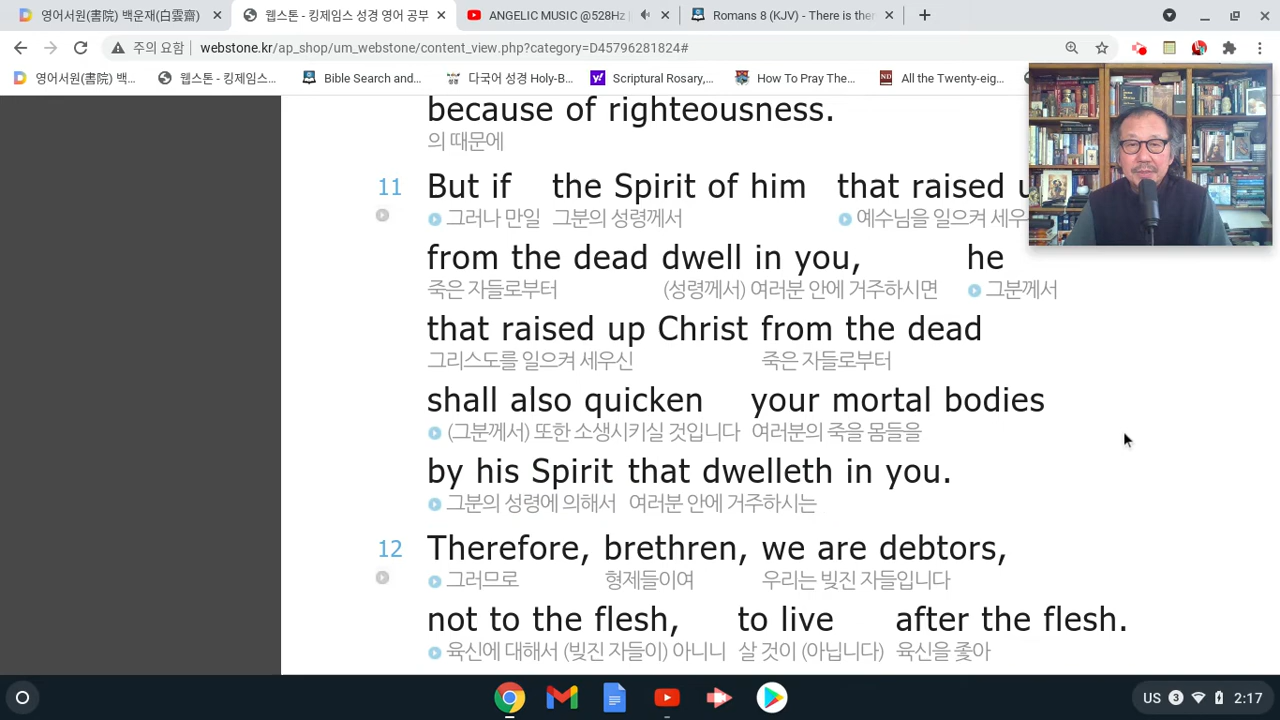 영어서원(書院) 백운재(白雲齋)
웹스톤 - 킹제임스 성경 영어 공부
ANGELIC MUSIC @528Hz |
Romans 8 (KJV) - There is ther
주의 요함
webstone.kr/ap_shop/um_webstone/content_view.php?category=D45796281824#
영어서원(書院) 백...
웹스톤 - 킹제임스...
Bible Search and...
다국어 성경 Holy-B...
Scriptural Rosary,...
How To Pray The...
All the Twenty-eig...
because of righteousness.
의 때문에
11 But if the Spirit of him that raised u
그러나 만일 그분의 성령께서 예수님을 일으켜 세우
from the dead dwell in you, he
죽은 자들로부터 (성령께서) 여러분 안에 거주하시면 그분께서
that raised up Christ from the dead
그리스도를 일으켜 세우신 죽은 자들로부터
shall also quicken your mortal bodies
(그분께서) 또한 소생시키실 것입니다 여러분의 죽을 몸들을
by his Spirit that dwelleth in you.
그분의 성령에 의해서 여러분 안에 거주하시는
12 Therefore, brethren, we are debtors,
그러므로 형제들이여 우리는 빚진 자들입니다
not to the flesh, to live after the flesh.
육신에 대해서 (빚진 자들이) 아니니 살 것이 (아닙니다) 육신을 좇아
US 3 2:17